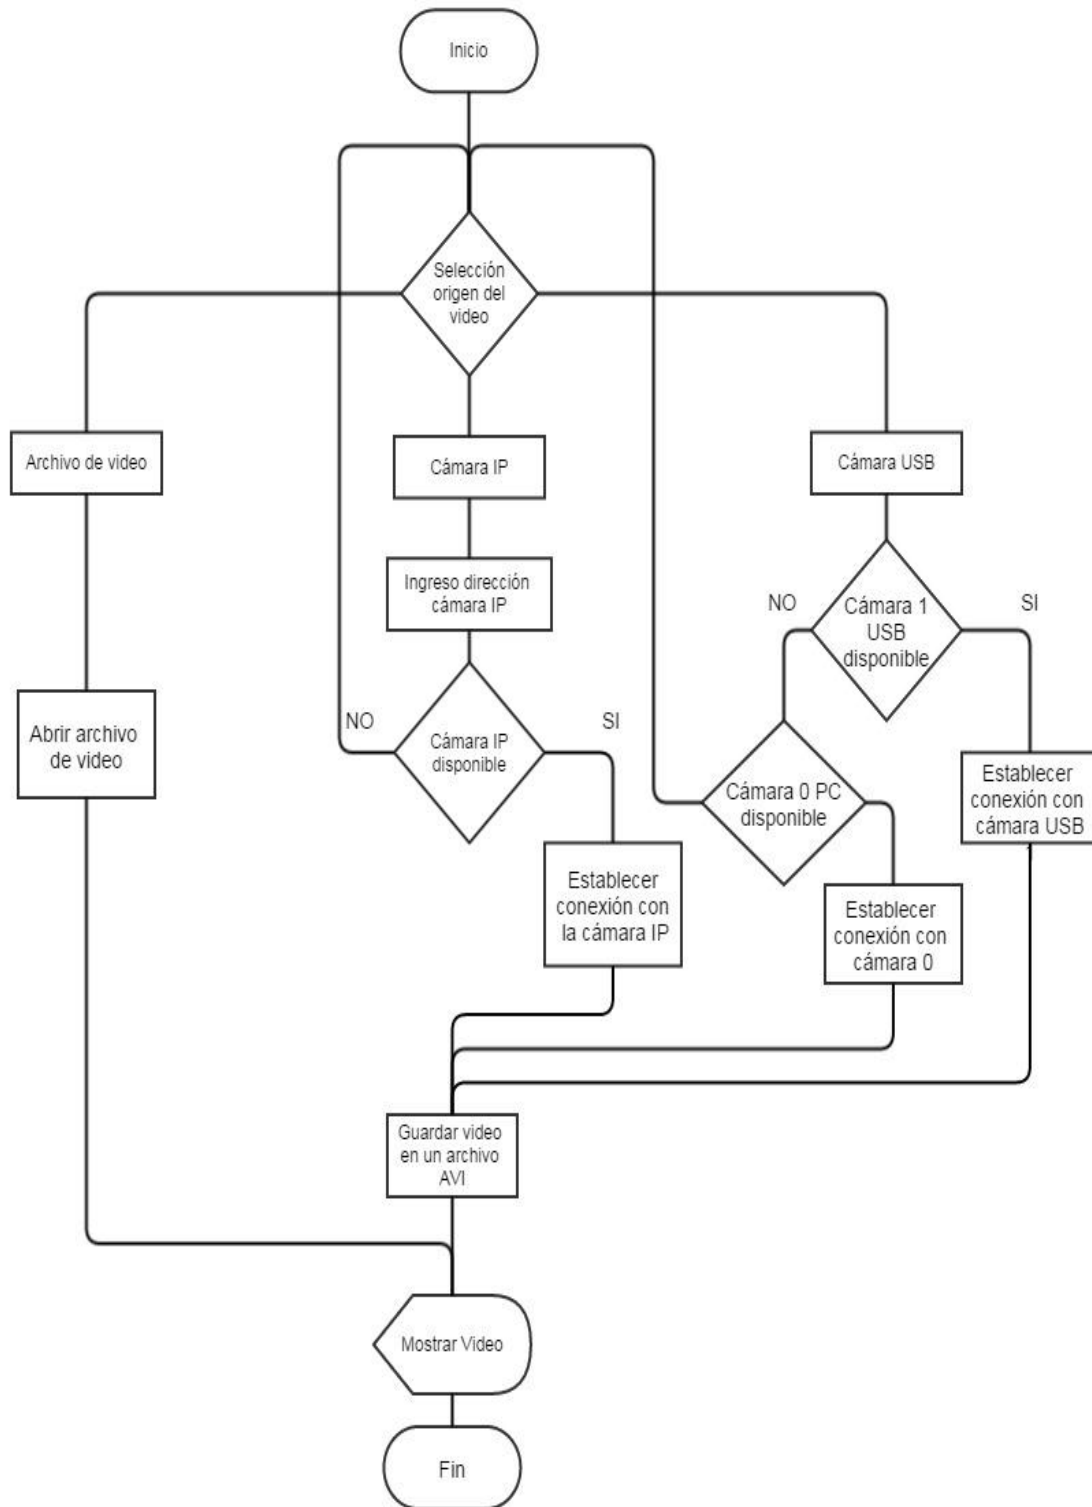 Inicio
Selección
origen del
video
Archivo de video
Cámara IP
Cámara USB
Ingreso dirección
cámara IP
NO
Cámara 1
USB
disponible
SI
Abrir archivo
de video
NO
Cámara IP
disponible
SI
Cámara 0 PC
disponible
Establecer
conexión con
cámara USB
Establecer
conexión con
la cámara IP
Establecer
conexión con
cámara 0
Guardar video
en un archivo
AVI
Mostrar Video
Fin